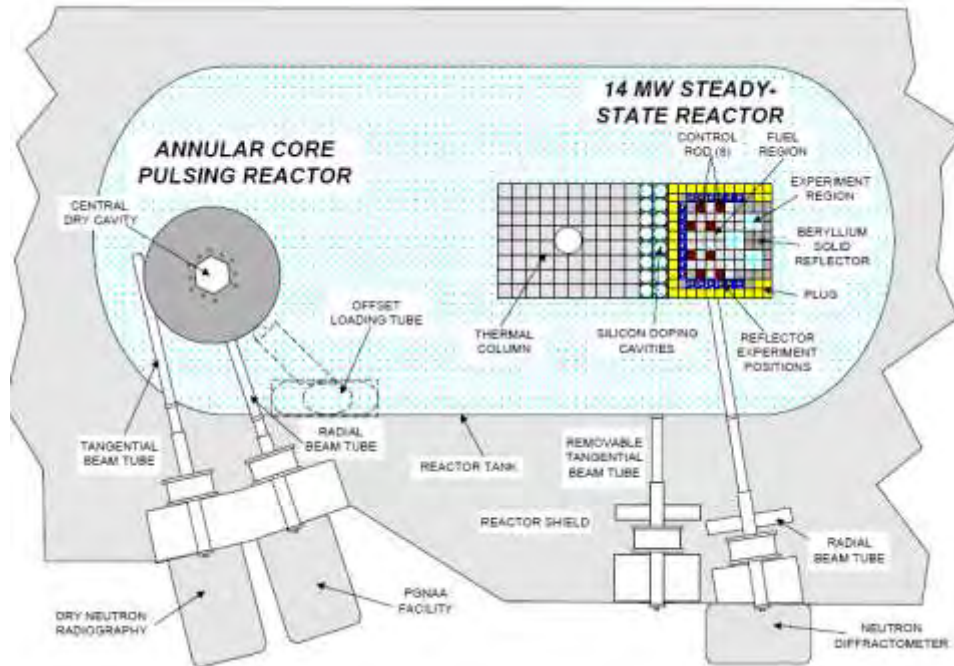 14 MW STEADY-
STATE REACTOR
CONTROL
ROD (8)
FUEL
REGION
EXPERIMENT
REGION
BERYLLIUM
SOLID
REFLECTOR
PLUG
REFLECTOR
EXPERIMENT
POSITIONS
ANNULAR CORE
PULSING REACTOR
CENTRAL
DRY CAVITY
OFFSET
LOADING TUBE
THERMAL
COLUMN
SILICON DOPING
CAVITIES
TANGENTIAL
BEAM TUBE
RADIAL
BEAM TUBE
REACTOR TANK
REMOVABLE
TANGENTIAL
BEAM TUBE
REACTOR SHIELD
RADIAL
BEAM TUBE
DRY NEUTRON
RADIOGRAPHY
PGNAA
FACILITY
NEUTRON
DIFFRACTOMETER